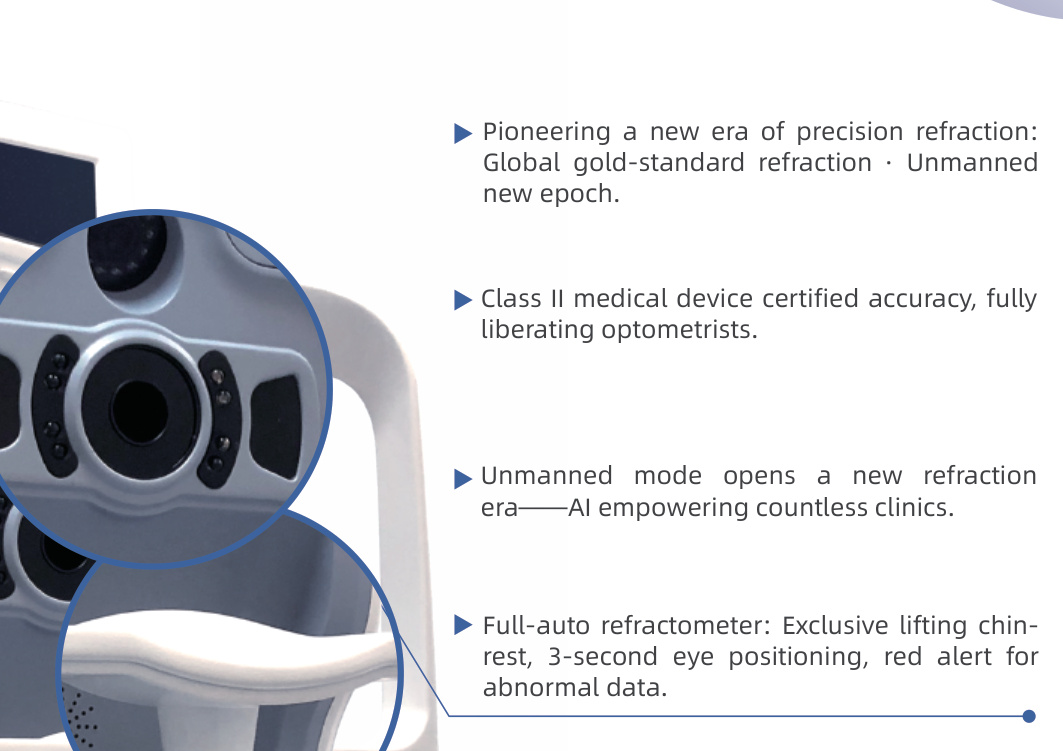 Pioneering a new era of precision refraction:
Global gold-standard refraction · Unmanned
new epoch.
Class II medical device certified accuracy, fully
liberating optometrists.
Unmanned mode opens a new refraction
era——AI empowering countless clinics.
Full-auto refractometer: Exclusive lifting chin-
rest, 3-second eye positioning, red alert for
abnormal data.